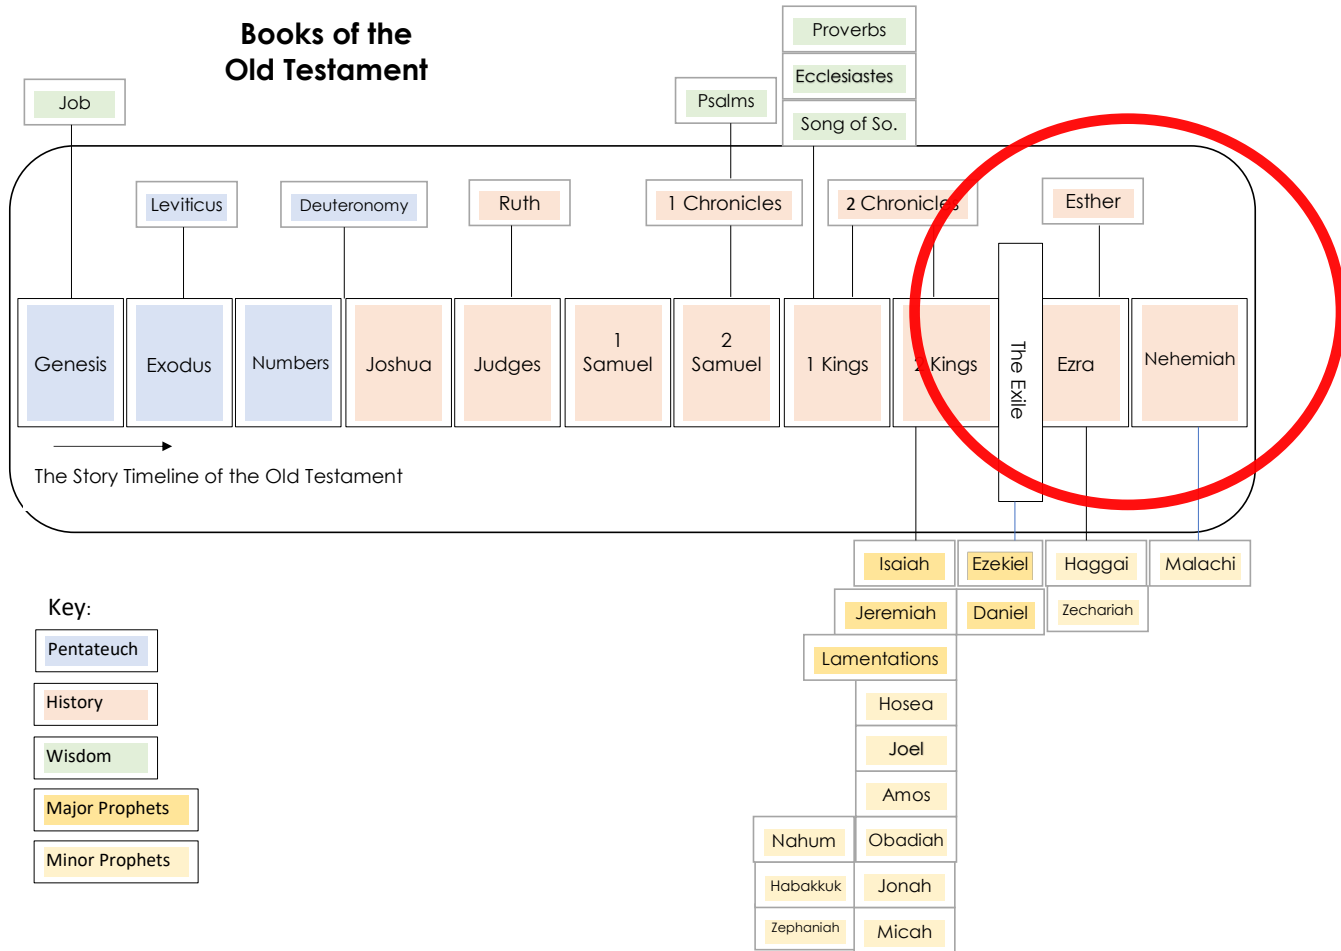 Books of the
Old Testament
Proverbs
Ecclesiastes
Song of So.
Job
Psalms
Leviticus
Deuteronomy
Ruth
1 Chronicles
2 Chronicles
Esther
Genesis
Exodus
Numbers
Joshua
Judges
1
Samuel
2
Samuel
1 Kings
2 Kings
The Exile
Ezra
Nehemiah
The Story Timeline of the Old Testament
Isaiah
Ezekiel
Haggai
Malachi
Jeremiah
Daniel
Zechariah
Lamentations
Hosea
Joel
Amos
Nahum
Obadiah
Habakkuk
Jonah
Zephaniah
Micah
Key:
Pentateuch
History
Wisdom
Major Prophets
Minor Prophets